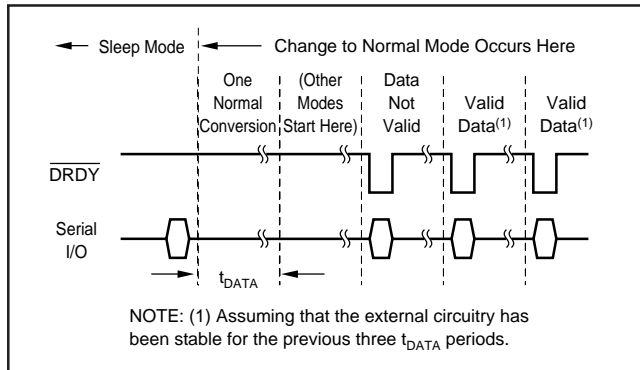 Sleep Mode
Change to Normal Mode Occurs Here
One
Normal
Conversion
(Other
Modes
Start Here)
Data
Not
Valid
Valid
Data(1)
Valid
Data(1)
DRDY
Serial
I/O
tDATA
NOTE: (1) Assuming that the external circuitry has
been stable for the previous three tDATA periods.